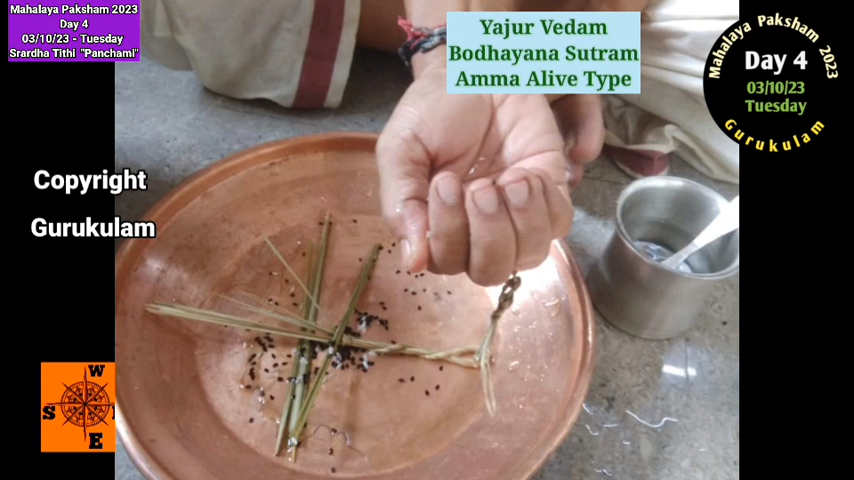 Mahalaya Paksham 2023
Day 4
03/10/23 - Tuesday
Srardha Tithi "Panchami"
Yajur Vedam
Bodhayana Sutram
Amma Alive Type
Mahalaya Paksham 2023
Day 4
03/10/23
Tuesday
Gurukulam
Copyright
Gurukulam
W
S
E